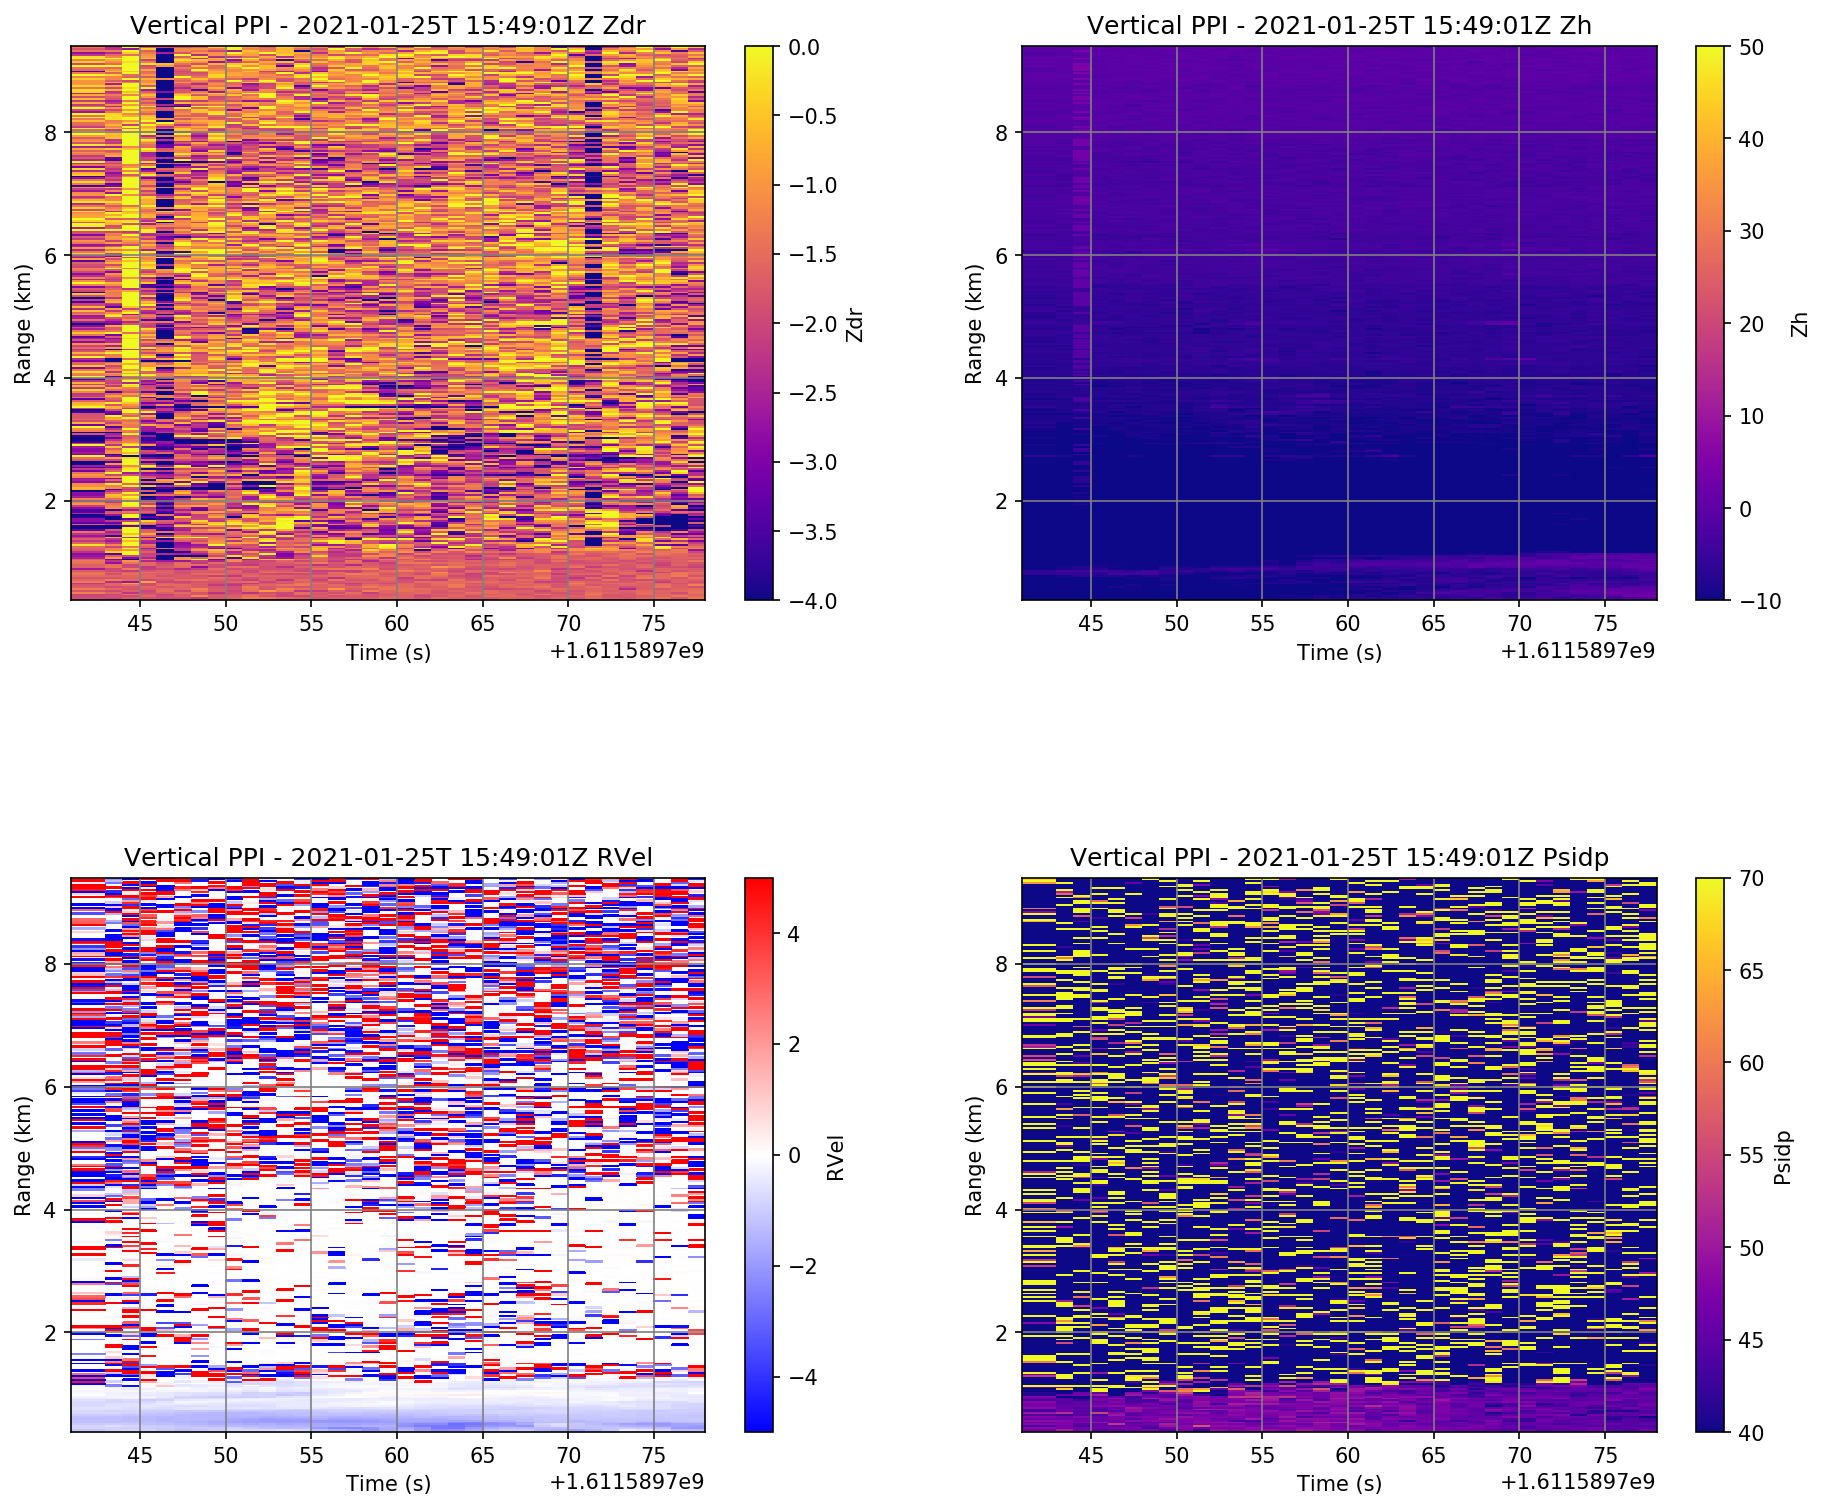 Vertical PPI - 2021-01-25T 15:49:01Z Zdr
Range (km)
8
6
4
2
45 50 55 60 65 70 75
Time (s)
+1.6115897e9
0.0
−0.5
−1.0
−1.5
−2.0
−2.5
−3.0
−3.5
−4.0
Zdr
Vertical PPI - 2021-01-25T 15:49:01Z Zh
Range (km)
8
6
4
2
45 50 55 60 65 70 75
Time (s)
+1.6115897e9
50
40
30
20
10
0
−10
Zh
Vertical PPI - 2021-01-25T 15:49:01Z RVel
Range (km)
8
6
4
2
45 50 55 60 65 70 75
Time (s)
+1.6115897e9
4
2
0
−2
−4
RVel
Vertical PPI - 2021-01-25T 15:49:01Z Psidp
Range (km)
8
6
4
2
45 50 55 60 65 70 75
Time (s)
+1.6115897e9
70
65
60
55
50
45
40
Psidp